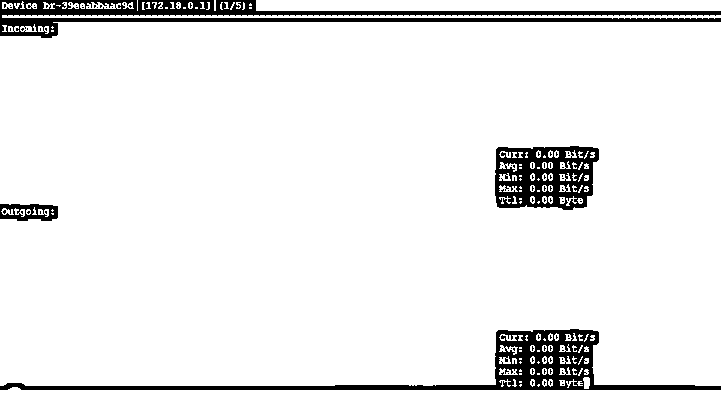 Device br-39eeabbaac9d [172.18.0.1] (1/5):
Incoming:
Curr: 0.00 Bit/s
Avg: 0.00 Bit/s
Min: 0.00 Bit/s
Max: 0.00 Bit/s
Ttl: 0.00 Byte
Outgoing:
Curr: 0.00 Bit/s
Avg: 0.00 Bit/s
Min: 0.00 Bit/s
Max: 0.00 Bit/s
Ttl: 0.00 Byte